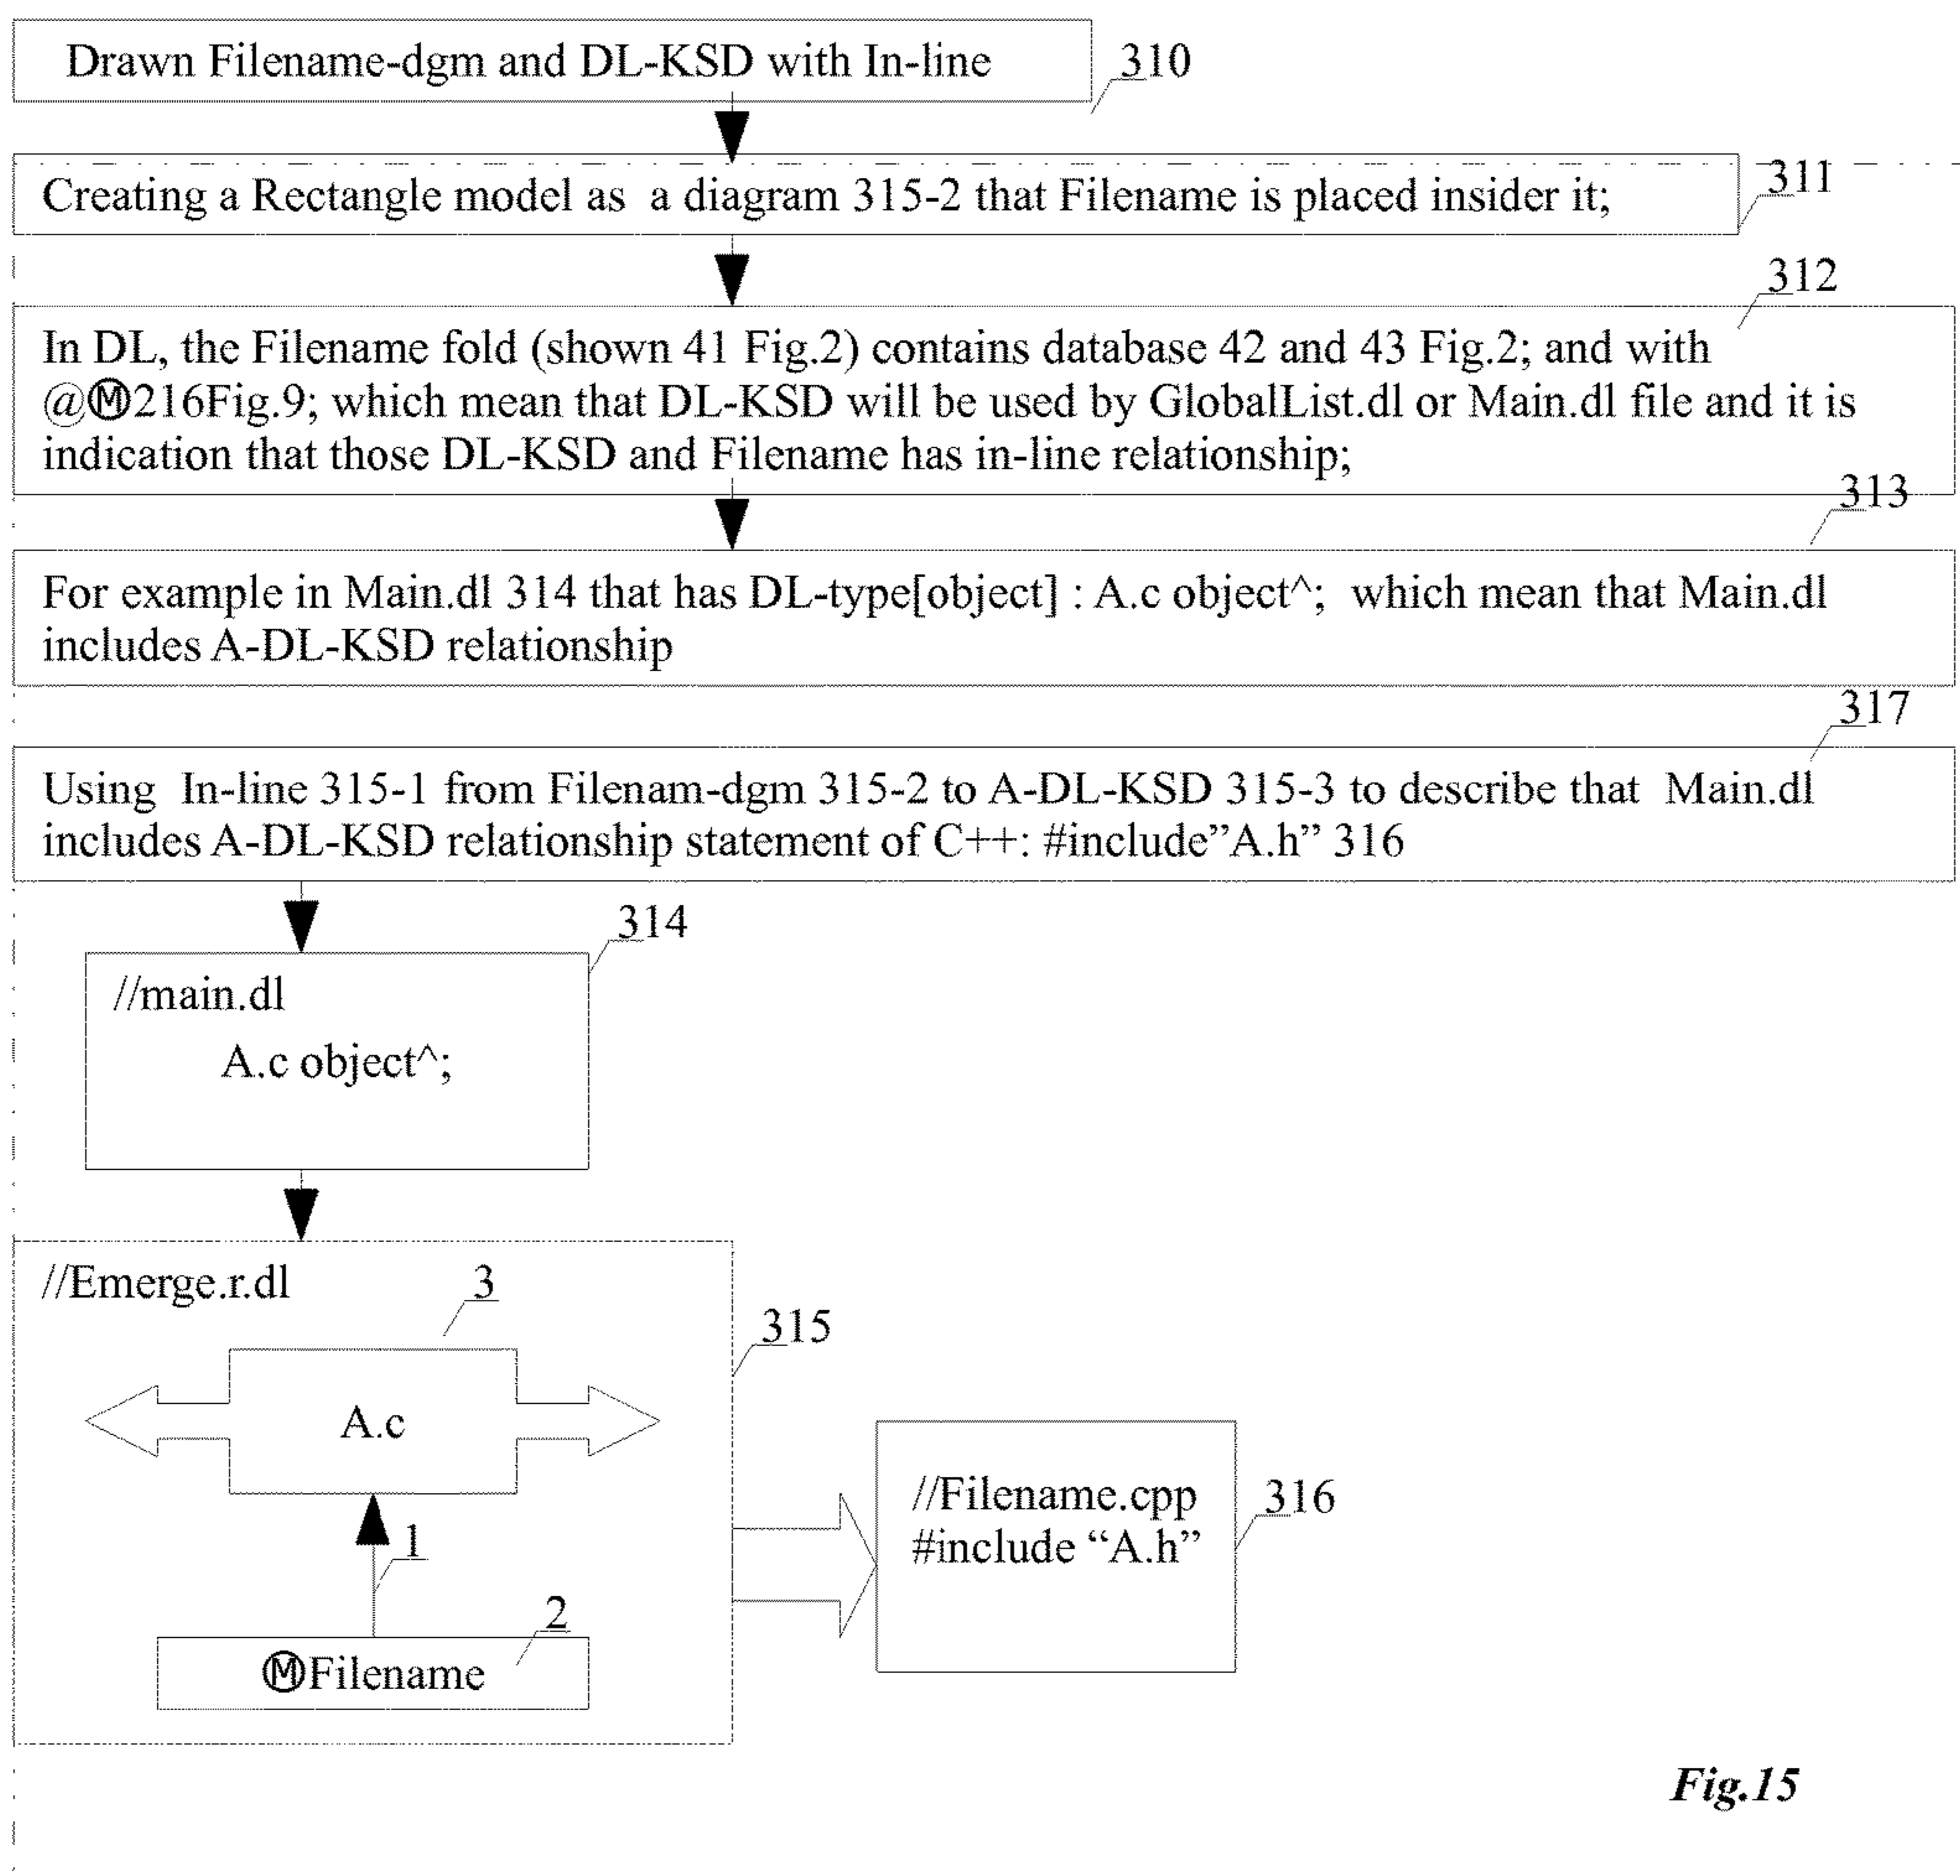 Drawn Filename-dgm and DL-KSD with In-line
310
Creating a Rectangle model as a diagram 315-2 that Filename is placed insider it;
311
312
In DL, the Filename fold (shown 41 Fig.2) contains database 42 and 43 Fig.2; and with
@Ⓜ216Fig.9; which mean that DL-KSD will be used by GlobalList.dl or Main.dl file and it is
indication that those DL-KSD and Filename has in-line relationship;
313
For example in Main.dl 314 that has DL-type[object] : A.c object^; which mean that Main.dl
includes A-DL-KSD relationship
317
Using In-line 315-1 from Filenam-dgm 315-2 to A-DL-KSD 315-3 to describe that Main.dl
includes A-DL-KSD relationship statement of C++: #include”A.h” 316
314
//main.dl
A.c object^;
//Emerge.r.dl
3
315
A.c
1
2
ⓂFilename
//Filename.cpp
#include “A.h”
316
Fig.15